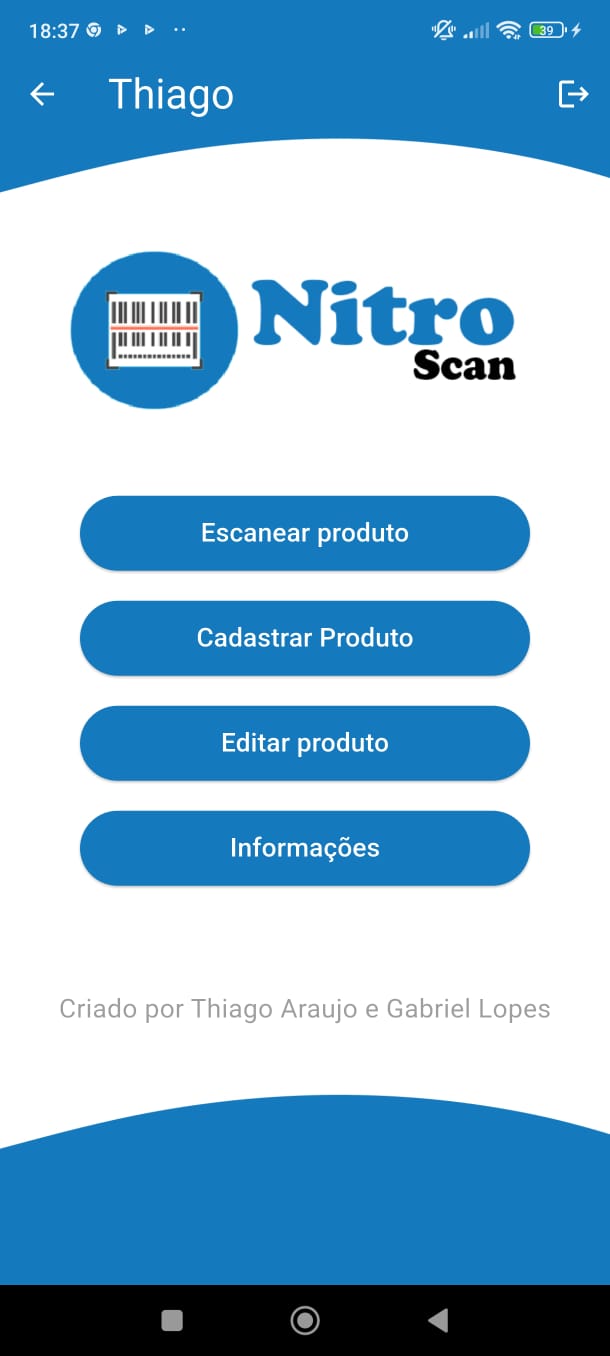 18:37
39
Thiago
Nitro
Scan
Escanear produto
Cadastrar Produto
Editar produto
Informações
Criado por Thiago Araujo e Gabriel Lopes